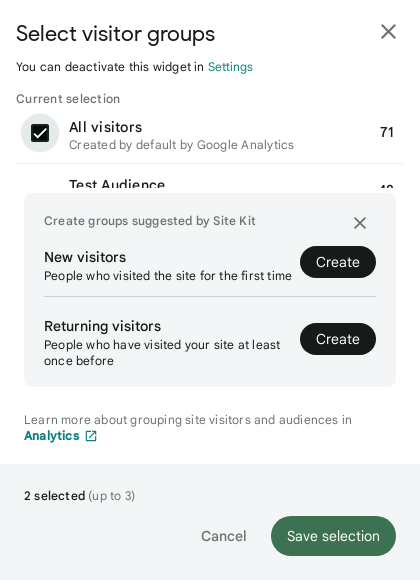 Select visitor groups
You can deactivate this widget in Settings
Current selection
All visitors 71
Created by default by Google Analytics
Test Audience
Create groups suggested by Site Kit
New visitors
People who visited the site for the first time
Create
Returning visitors
People who have visited your site at least
once before
Create
Learn more about grouping site visitors and audiences in
Analytics
2 selected (up to 3)
Cancel Save selection